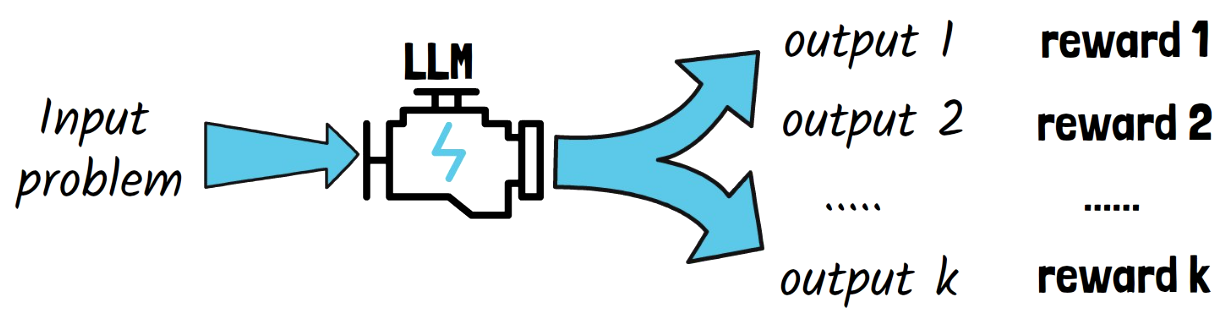 LLM
Input
problem
output 1 reward 1
output 2 reward 2
..... ......
output k reward k